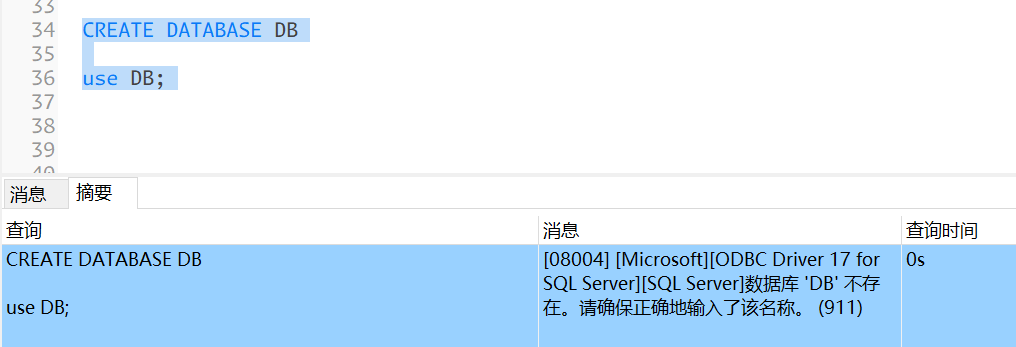 33
34 CREATE DATABASE DB
35
36 use DB;
37
38
39
40
消息 摘要
查询 消息 查询时间
CREATE DATABASE DB
use DB;
[08004] [Microsoft][ODBC Driver 17 for
SQL Server][SQL Server]数据库 'DB' 不存
在。请确保正确地输入了该名称。 (911)
0s